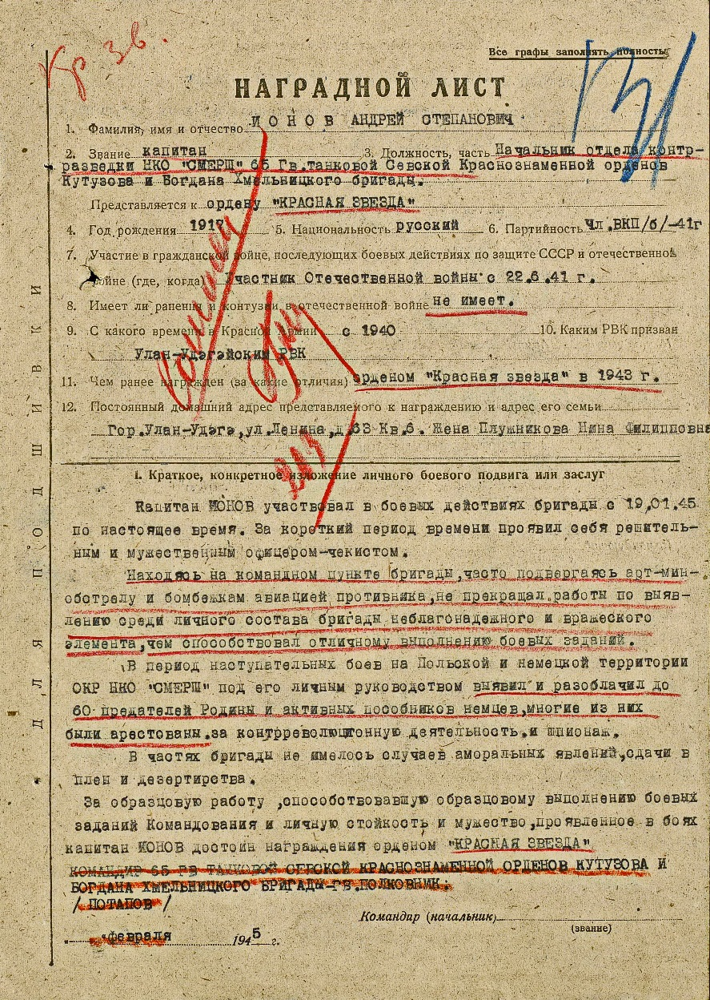 Кр Зв.
Все графы заполнять полностью
НАГРАДНОЙ ЛИСТ
1. Фамилия, имя и отчество ИОНОВ АНДРЕЙ СТЕПАНОВИЧ
2. Звание капитан 3. Должность, часть Начальник отдела контр-
разведки НКО "СМЕРШ" 65 Гв.танковой Севской Краснознаменной орденов
Кутузова и Богдана Хмельницкого бригады.
Представляется к ордену "КРАСНАЯ ЗВЕЗДА"
4. Год рождения 1917 5. Национальность русский 6. Партийность Чл.ВКП/б/-41г
7. Участие в гражданской войне, последующих боевых действиях по защите СССР и отечественной
войне (где, когда) Участник Отечественной войны с 22.6.41 г.
8. Имеет ли ранения и контузии в отечественной войне не имеет.
9. С какого времени в Красной Армии с 1940 10. Каким РВК призван
Улан-Удэгэйским РВК
11. Чем ранее награжден (за какие отличия) орденом "Красная звезда" в 1943 г.
12. Постоянный домашний адрес представляемого к награждению и адрес его семьи
Гор.Улан-Удэгэ,ул.Ленина,д.63 Кв.6. Жена Плужникова Нина Филипповна
I. Краткое, конкретное изложение личного боевого подвига или заслуг
Капитан ИОНОВ участвовал в боевых действиях бригады с 19.01.45
по настоящее время. За короткий период времени проявил себя решитель-
ным и мужественным офицером-чекистом.
Находясь на командном пункте бригады,часто подвергаясь арт-мин-
обстрелу и бомбежкам авиацией противника,не прекращал работы по выяв-
лению среди личного состава бригады неблагонадежного и вражеского
элемента,чем способствовал отличному выполнению боевых заданий.
В период наступательных боев на Польской и немецкой территории
ОКР НКО "СМЕРШ" под его личным руководством выявил и разоблачил до
60 предателей Родины и активных пособников немцев,многие из них
были арестованы.за контрреволюционную деятельность.и шпионаж.
В частях бригады не имелось случаев аморальных явлений,сдачи в
плен и дезертирства.
За образцовую работу ,способствовавшую образцовому выполнению боевых
заданий Командования и личную стойкость и мужество,проявленное в боях
капитан ИОНОВ достоин награждения орденом "КРАСНАЯ ЗВЕЗДА"
КОМАНДИР 65 ГВ ТАНКОВОЙ СЕВСКОЙ КРАСНОЗНАМЕННОЙ ОРДЕНОВ КУТУЗОВА И
БОГДАНА ХМЕЛЬНИЦКОГО БРИГАДЫ-ГВ.ПОЛКОВНИК:
/ ПОТАПОВ /
Командир (начальник)
(звание)
" " февраля 1945 г.
ДЛЯ ПОДШИВКИ